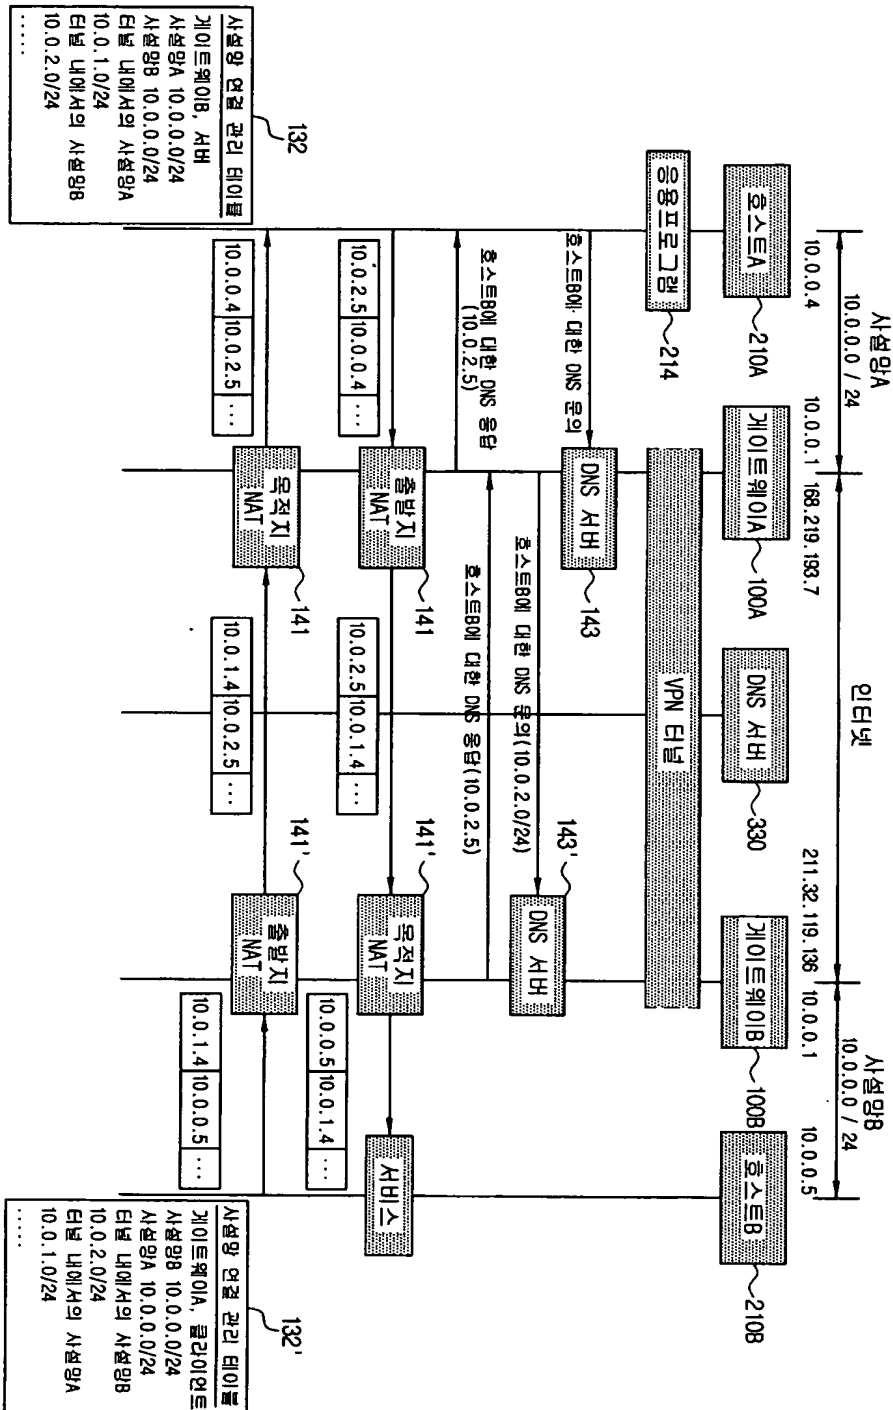 사설망A
10.0.0.0 / 24
인터넷
사설망B
10.0.0.0 / 24
10.0.0.4
10.0.0.1
168.219.193.7
211.32.119.136
10.0.0.1
10.0.0.5
호스트A
210A
게이트웨이A
100A
DNS 서버
330
게이트웨이B
100B
호스트B
210B
응용프로그램
214
VPN 터널
호스트B에 대한 DNS 문의
DNS 서버
143
호스트B에 대한 DNS 문의(10.0.2.0/24)
DNS 서버
143'
호스트B에 대한 DNS 응답(10.0.2.5)
호스트B에 대한 DNS 응답
(10.0.2.5)
10.0.2.5 10.0.0.4 ...
출발지
NAT
141
10.0.2.5 10.0.1.4 ...
목적지
NAT
141'
10.0.0.5 10.0.1.4 ...
서비스
10.0.0.4 10.0.2.5 ...
목적지
NAT
141
10.0.1.4 10.0.2.5 ...
출발지
NAT
141'
10.0.1.4 10.0.0.5 ...
132
사설망 연결 관리 테이블
게이트웨이B, 서버
사설망A 10.0.0.0/24
사설망B 10.0.0.0/24
터널 내에서의 사설망A
10.0.1.0/24
터널 내에서의 사설망B
10.0.2.0/24
.....
132'
사설망 연결 관리 테이블
게이트웨이A, 클라이언트
사설망B 10.0.0.0/24
사설망A 10.0.0.0/24
터널 내에서의 사설망B
10.0.2.0/24
터널 내에서의 사설망A
10.0.1.0/24
.....